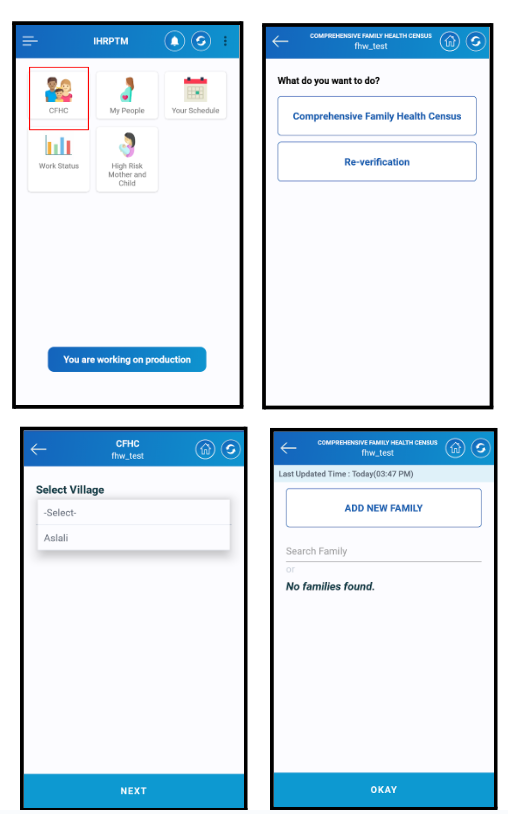 IHRPTM
CFHC
My People
Your Schedule
Work Status
High Risk
Mother and
Child
You are working on production
COMPREHENSIVE FAMILY HEALTH CENSUS
fhw_test
What do you want to do?
Comprehensive Family Health Census
Re-verification
CFHC
fhw_test
Select Village
-Select-
Aslali
NEXT
COMPREHENSIVE FAMILY HEALTH CENSUS
fhw_test
Last Updated Time : Today(03:47 PM)
ADD NEW FAMILY
Search Family
or
No families found.
OKAY